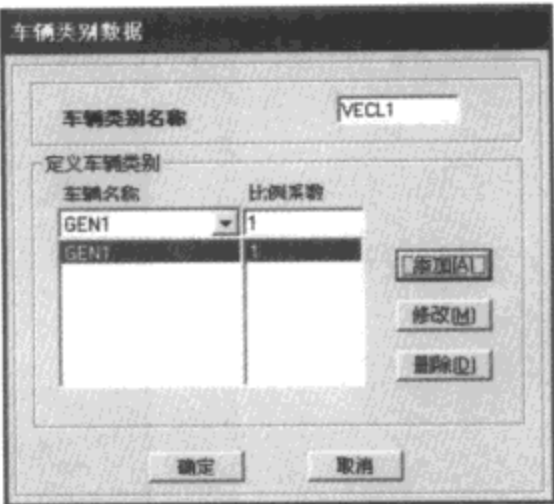 车辆类别数据
车辆类别名称 VECL1
定义车辆类别
车辆名称 比例系数
GEN1 1
GEN1 1
添加(A)
修改(M)
删除(D)
确定 取消